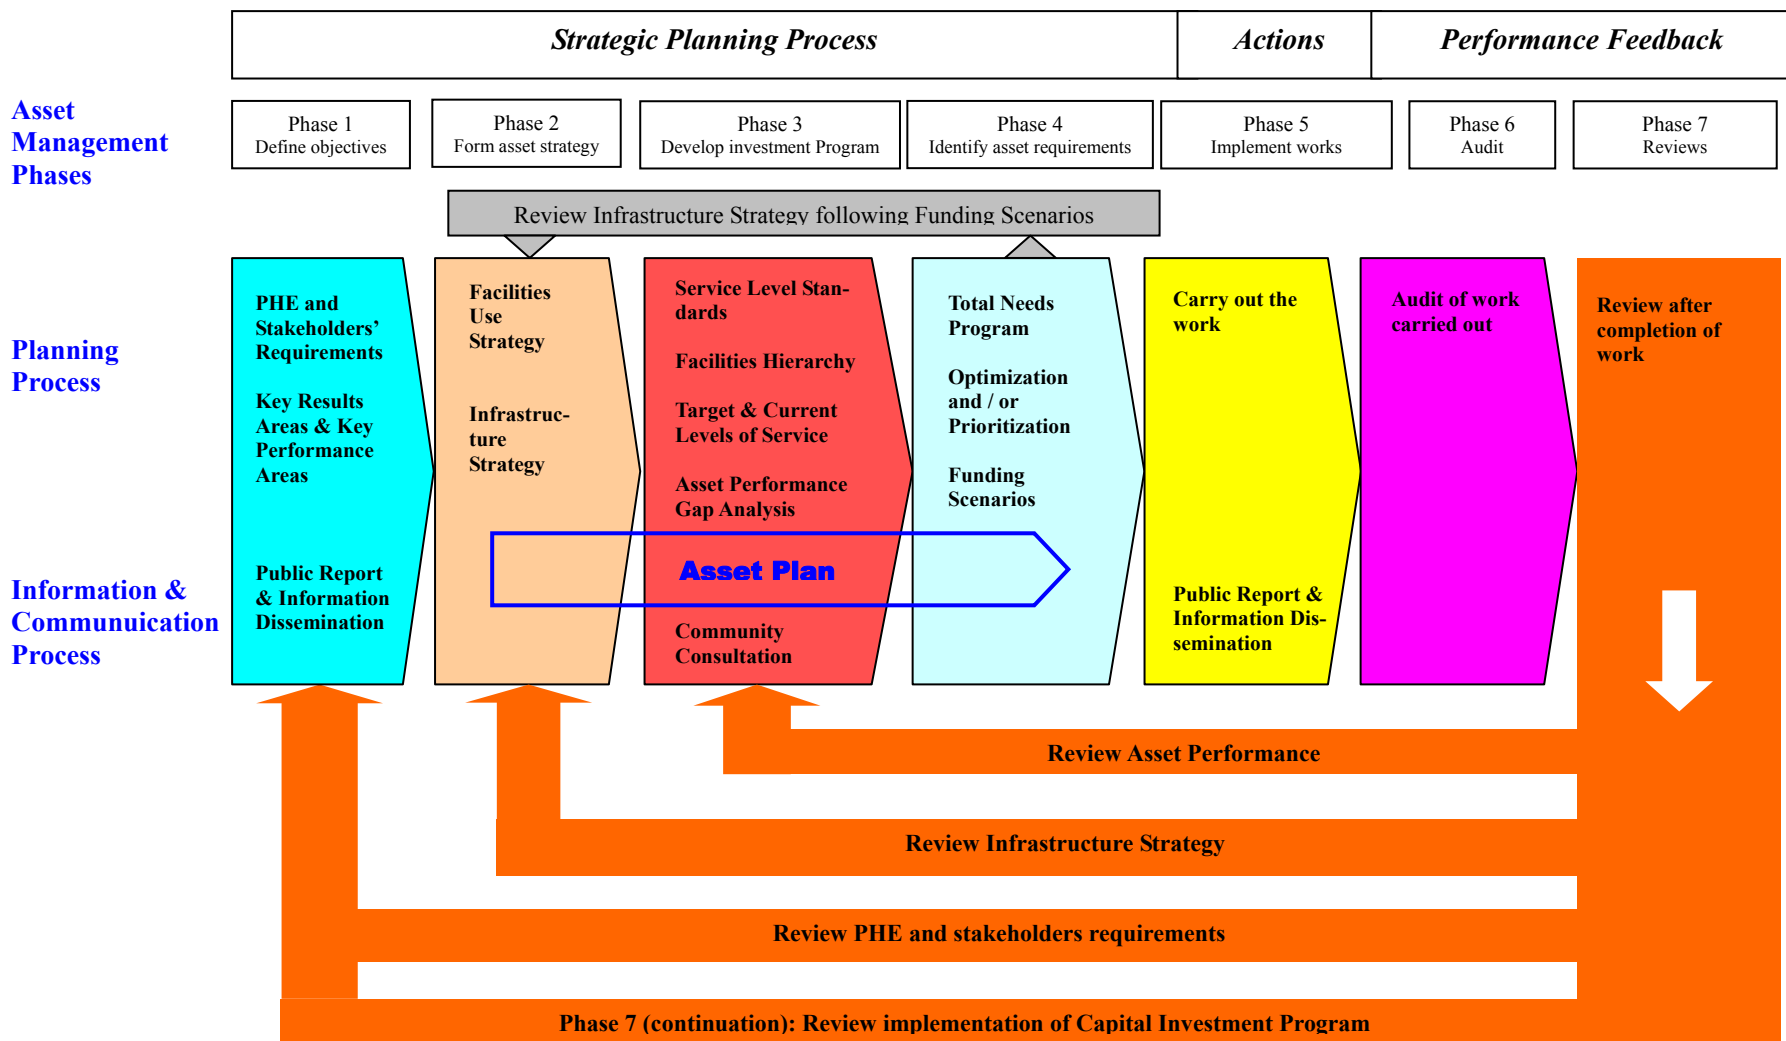 Strategic Planning Process
Actions
Performance Feedback
Asset
Management
Phases
Phase 1
Define objectives
Phase 2
Form asset strategy
Phase 3
Develop investment Program
Phase 4
Identify asset requirements
Phase 5
Implement works
Phase 6
Audit
Phase 7
Reviews
Review Infrastructure Strategy following Funding Scenarios
Planning
Process
PHE and
Stakeholders’
Requirements
Key Results
Areas & Key
Performance
Areas
Facilities
Use
Strategy
Infrastruc-
ture
Strategy
Service Level Stan-
dards
Facilities Hierarchy
Target & Current
Levels of Service
Asset Performance
Gap Analysis
Total Needs
Program
Optimization
and / or
Prioritization
Funding
Scenarios
Carry out the
work
Audit of work
carried out
Review after
completion of
work
Information &
Communuication
Process
Public Report
& Information
Dissemination
Asset Plan
Community
Consultation
Public Report &
Information Dis-
semination
Review Asset Performance
Review Infrastructure Strategy
Review PHE and stakeholders requirements
Phase 7 (continuation): Review implementation of Capital Investment Program